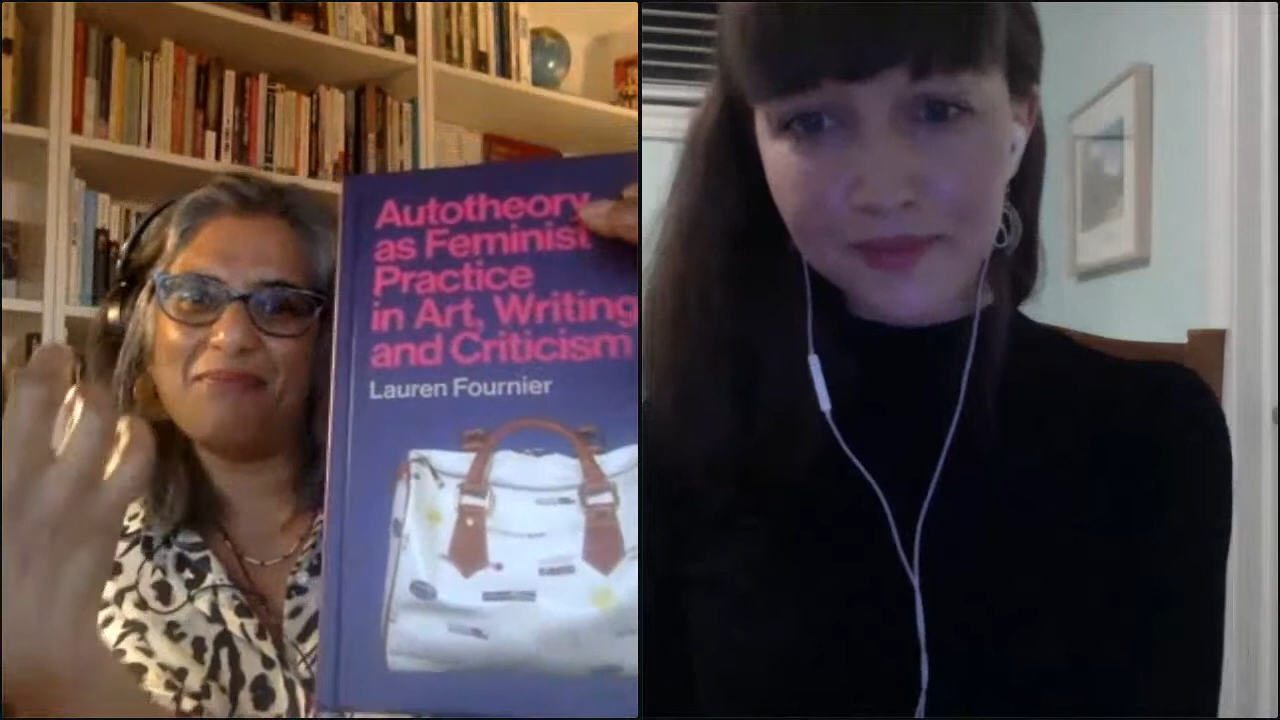 Autotheory
as Feminist
Practice
in Art, Writing
and Criticism
Lauren Fournier